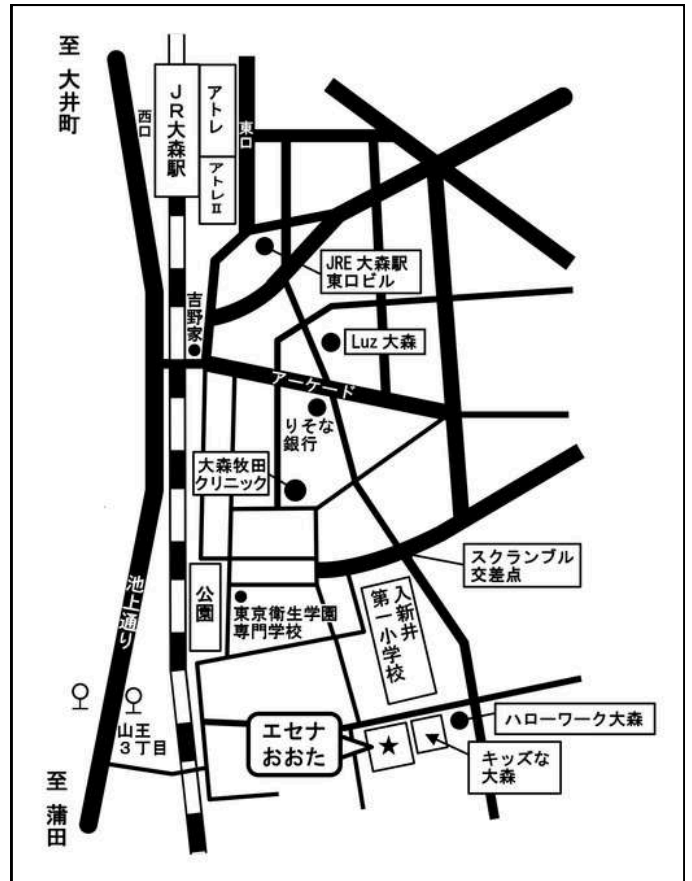 至 大井町
西口
JR大森駅
アトレ
アトレⅡ
東口
JRE 大森駅
東口ビル
吉野家
Luz 大森
アーケード
りそな
銀行
大森牧田
クリニック
スクランブル
交差点
池上通り
公園
東京衛生学園
専門学校
入新井
第一小学校
山王
3丁目
エセナ
おおた
ハローワーク大森
キッズな
大森
至 蒲田